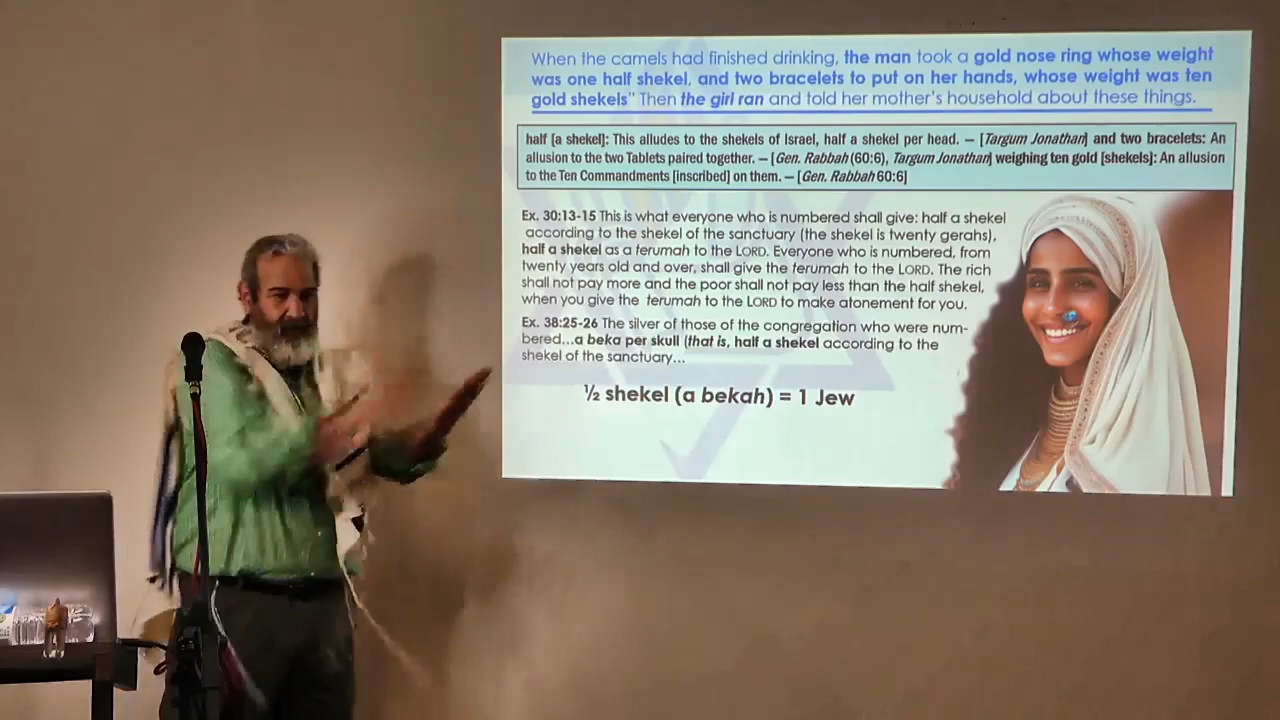 When the camels had finished drinking, the man took a gold nose ring whose weight
was one half shekel, and two bracelets to put on her hands, whose weight was ten
gold shekels" Then the girl ran and told her mother's household about these things.
half [a shekel]: This alludes to the shekels of Israel, half a shekel per head. — [Targum Jonathan] and two bracelets: An
allusion to the two Tablets paired together. — [Gen. Rabbah (60:6), Targum Jonathan] weighing ten gold [shekels]: An allusion
to the Ten Commandments [inscribed] on them. — [Gen. Rabbah 60:6]
Ex. 30:13-15 This is what everyone who is numbered shall give: half a shekel
according to the shekel of the sanctuary (the shekel is twenty gerahs),
half a shekel as a terumah to the LORD. Everyone who is numbered, from
twenty years old and over, shall give the terumah to the LORD. The rich
shall not pay more and the poor shall not pay less than the half shekel,
when you give the terumah to the LORD to make atonement for you.
Ex. 38:25-26 The silver of those of the congregation who were num-
bered...a beka per skull (that is, half a shekel according to the
shekel of the sanctuary...
½ shekel (a bekah) = 1 Jew